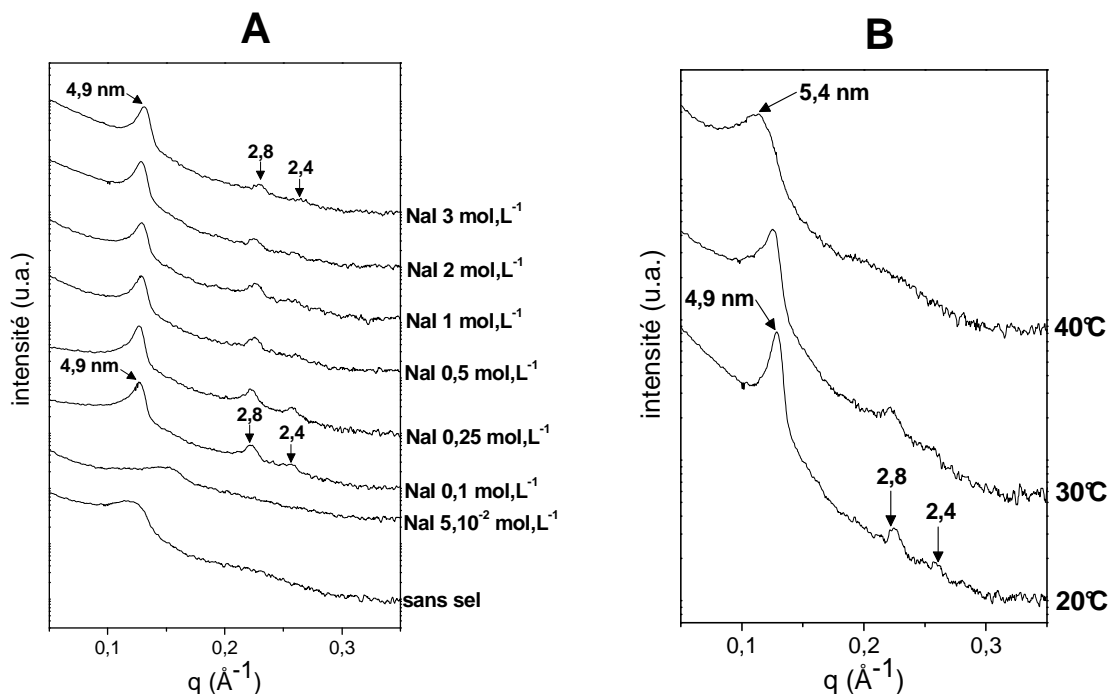 A
4,9 nm
2,8
2,4
NaI 3 mol,L⁻¹
NaI 2 mol,L⁻¹
NaI 1 mol,L⁻¹
NaI 0,5 mol,L⁻¹
4,9 nm
NaI 0,25 mol,L⁻¹
2,8
2,4
NaI 0,1 mol,L⁻¹
NaI 5,10⁻² mol,L⁻¹
sans sel
intensité (u.a.)
0,1 0,2 0,3
q (Å⁻¹)
B
5,4 nm
4,9 nm
40°C
30°C
2,8
2,4
20°C
intensité (u.a.)
0,1 0,2 0,3
q (Å⁻¹)